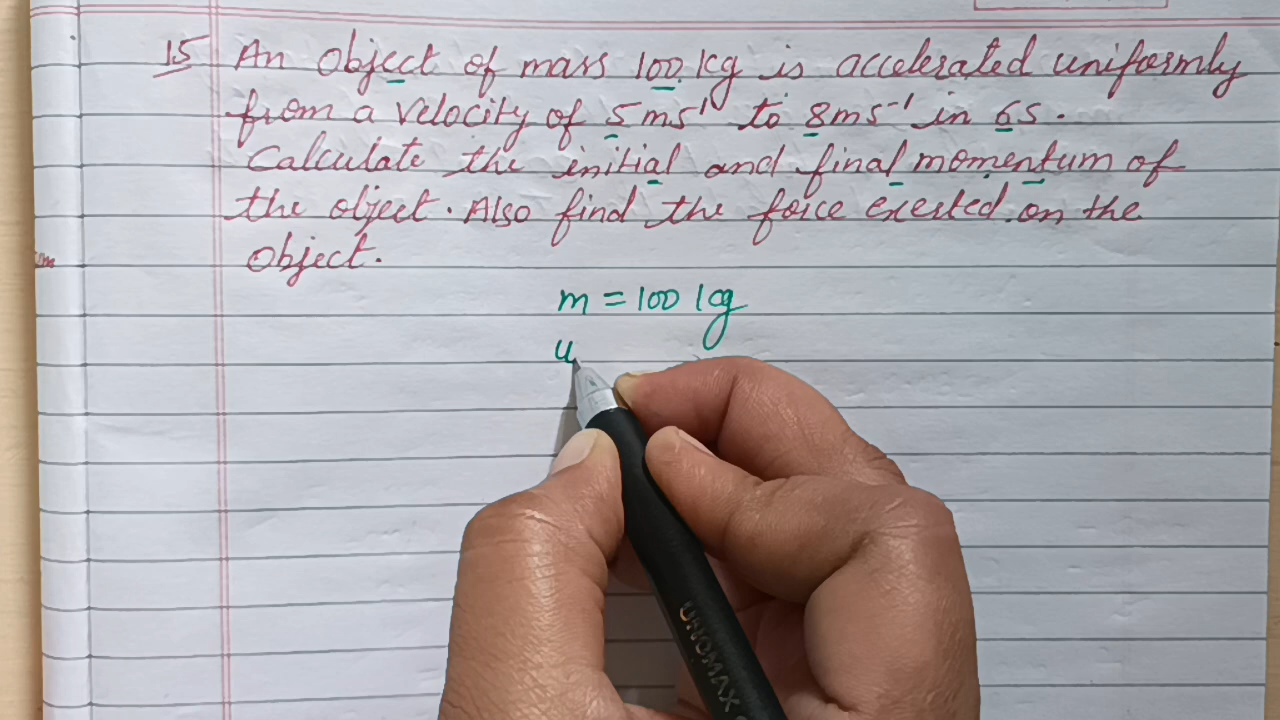 15 An object of mass 100 kg is accelerated uniformly
from a velocity of 5ms⁻¹ to 8ms⁻¹ in 6s.
Calculate the initial and final momentum of
the object. Also find the force exerted on the
object.
m = 100 kg
u
UNOMAX